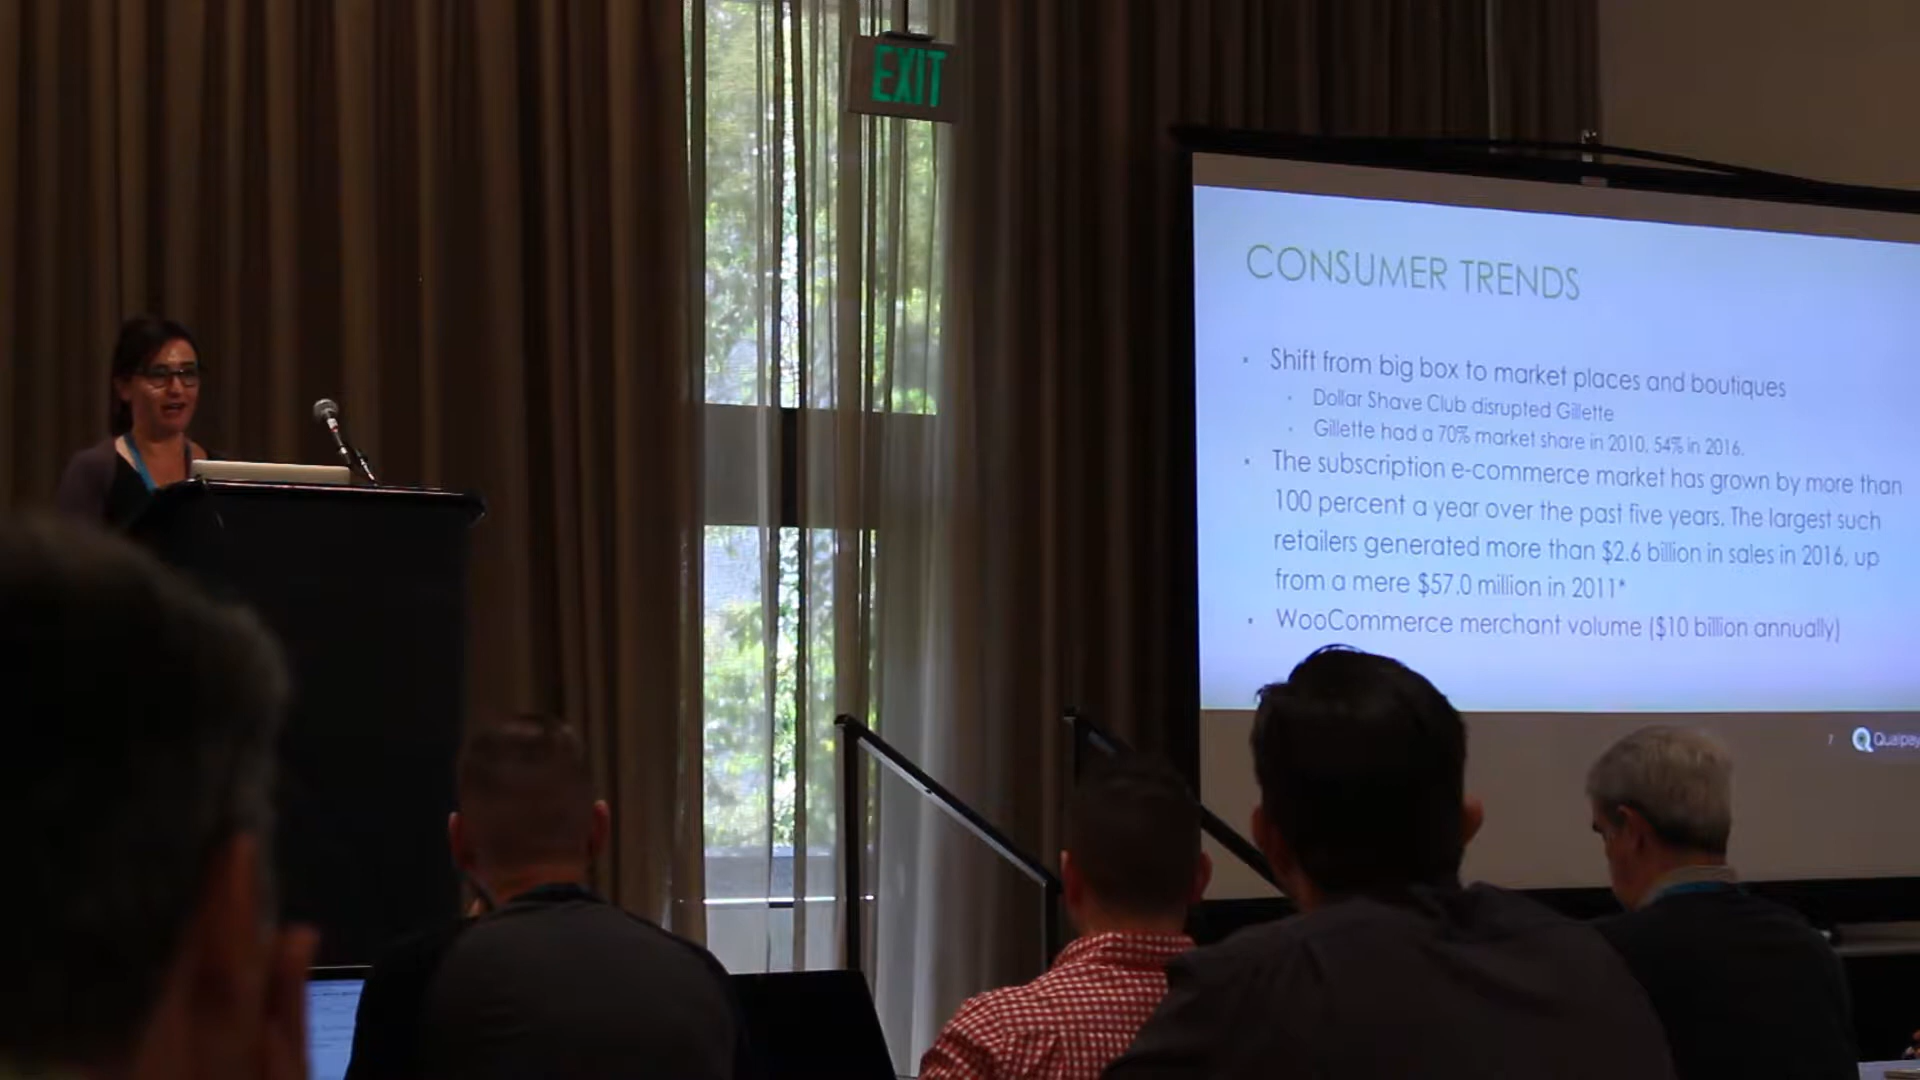 EXIT
CONSUMER TRENDS
▪ Shift from big box to market places and boutiques
▪ Dollar Shave Club disrupted Gillette
▪ Gillette had a 70% market share in 2010, 54% in 2016.
▪ The subscription e-commerce market has grown by more than
100 percent a year over the past five years. The largest such
retailers generated more than $2.6 billion in sales in 2016, up
from a mere $57.0 million in 2011*
▪ WooCommerce merchant volume ($10 billion annually)
7 Qualpay